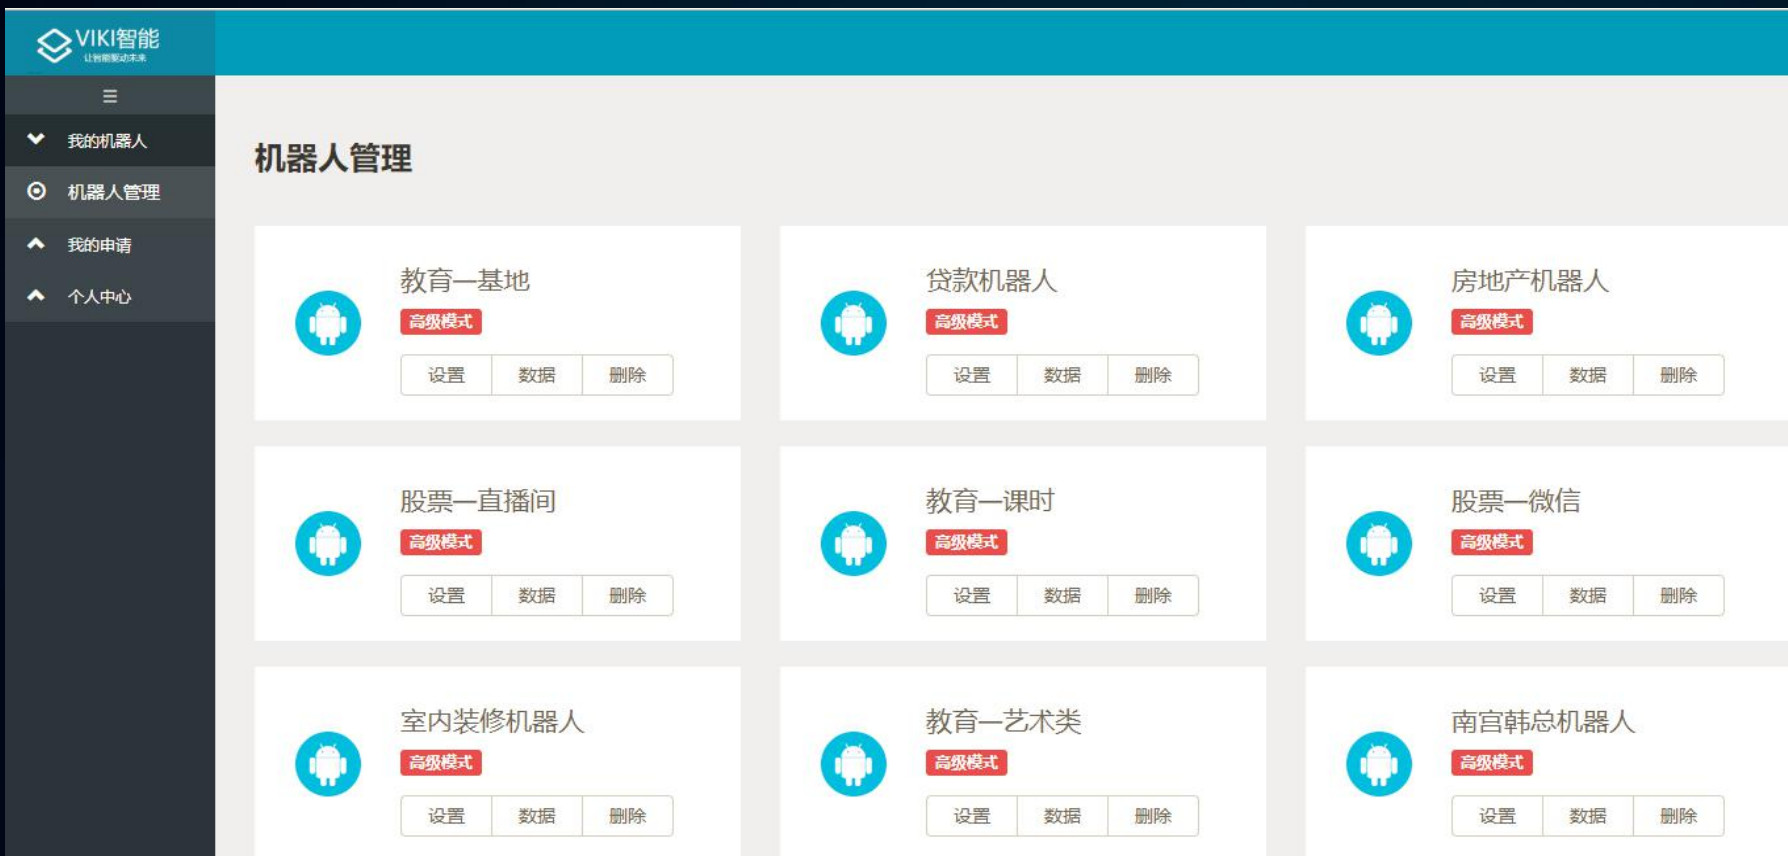 VIKI智能
让智能驱动未来
我的机器人
机器人管理
我的申请
个人中心
机器人管理
教育—基地
高级模式
设置 数据 删除
贷款机器人
高级模式
设置 数据 删除
房地产机器人
高级模式
设置 数据 删除
股票—直播间
高级模式
设置 数据 删除
教育—课时
高级模式
设置 数据 删除
股票—微信
高级模式
设置 数据 删除
室内装修机器人
高级模式
设置 数据 删除
教育—艺术类
高级模式
设置 数据 删除
南宫韩总机器人
高级模式
设置 数据 删除